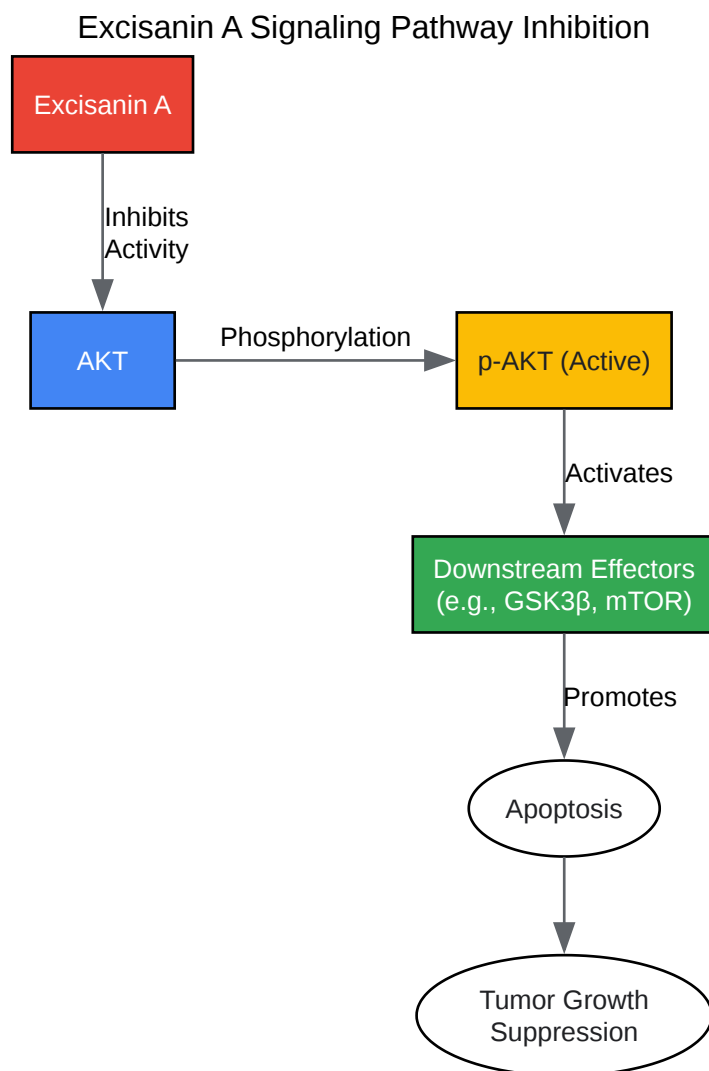 Excisanin A Signaling Pathway Inhibition
Excisanin A
Inhibits
Activity
AKT
Phosphorylation
p-AKT (Active)
Activates
Downstream Effectors
(e.g., GSK3β, mTOR)
Promotes
Apoptosis
Tumor Growth
Suppression